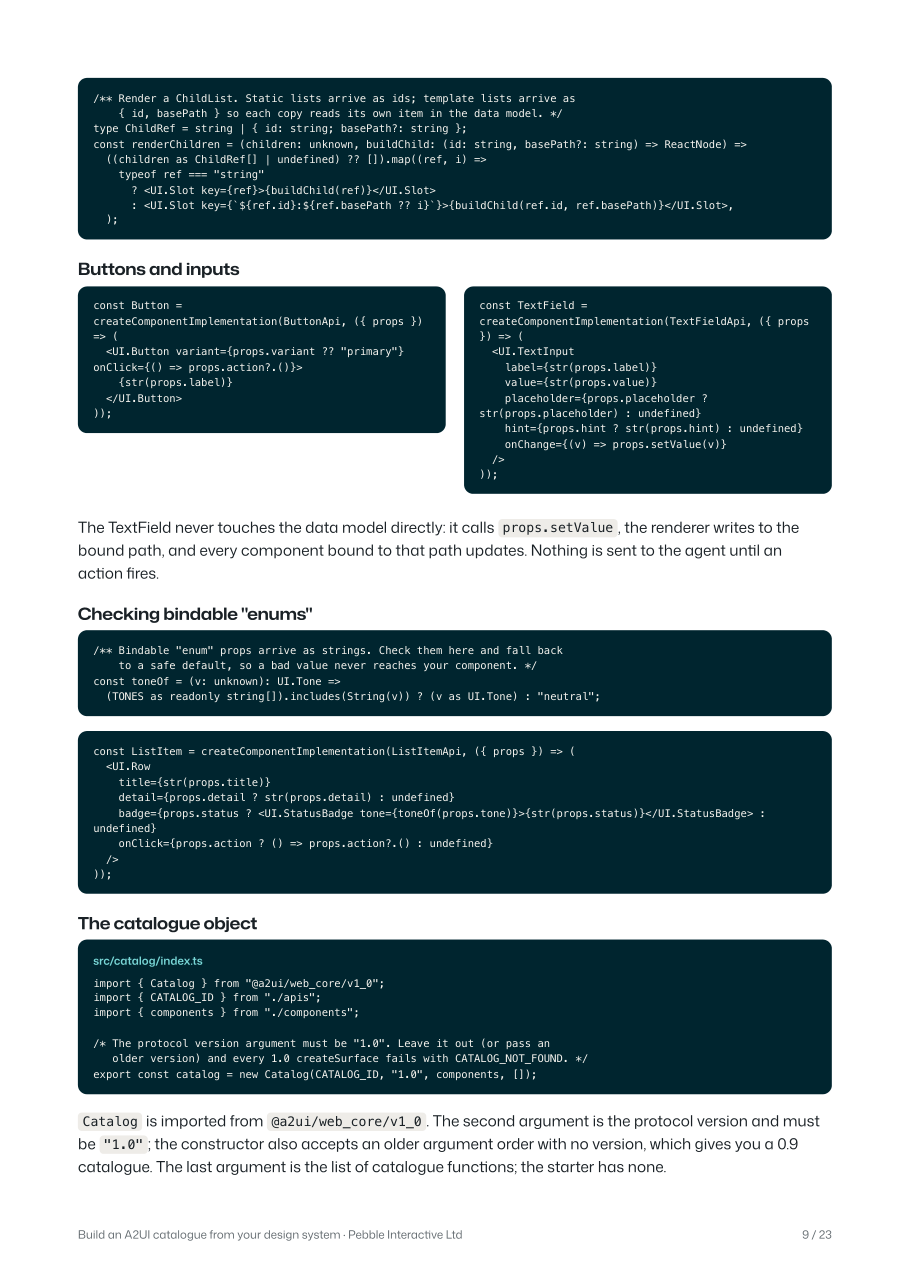 /** Render a ChildList. Static lists arrive as ids; template lists arrive as
    { id, basePath } so each copy reads its own item in the data model. */
type ChildRef = string | { id: string; basePath?: string };
const renderChildren = (children: unknown, buildChild: (id: string, basePath?: string) => ReactNode) =>
  ((children as ChildRef[] | undefined) ?? []).map((ref, i) =>
    typeof ref === "string"
      ? <UI.Slot key={ref}>{buildChild(ref)}</UI.Slot>
      : <UI.Slot key={`${ref.id}:${ref.basePath ?? i}`}>{buildChild(ref.id, ref.basePath)}</UI.Slot>,
  );
Buttons and inputs
const Button =
createComponentImplementation(ButtonApi, ({ props })
=> (
  <UI.Button variant={props.variant ?? "primary"}
onClick={() => props.action?.()}>
    {str(props.label)}
  </UI.Button>
));
const TextField =
createComponentImplementation(TextFieldApi, ({ props
}) => (
  <UI.TextInput
    label={str(props.label)}
    value={str(props.value)}
    placeholder={props.placeholder ?
str(props.placeholder) : undefined}
    hint={props.hint ? str(props.hint) : undefined}
    onChange={(v) => props.setValue(v)}
  />
));
The TextField never touches the data model directly: it calls props.setValue, the renderer writes to the
bound path, and every component bound to that path updates. Nothing is sent to the agent until an
action fires.
Checking bindable "enums"
/** Bindable "enum" props arrive as strings. Check them here and fall back
    to a safe default, so a bad value never reaches your component. */
const toneOf = (v: unknown): UI.Tone =>
  (TONES as readonly string[]).includes(String(v)) ? (v as UI.Tone) : "neutral";
const ListItem = createComponentImplementation(ListItemApi, ({ props }) => (
  <UI.Row
    title={str(props.title)}
    detail={props.detail ? str(props.detail) : undefined}
    badge={props.status ? <UI.StatusBadge tone={toneOf(props.tone)}>{str(props.status)}</UI.StatusBadge> :
undefined}
    onClick={props.action ? () => props.action?.() : undefined}
  />
));
The catalogue object
src/catalog/index.ts
import { Catalog } from "@a2ui/web_core/v1_0";
import { CATALOG_ID } from "./apis";
import { components } from "./components";
/* The protocol version argument must be "1.0". Leave it out (or pass an
   older version) and every 1.0 createSurface fails with CATALOG_NOT_FOUND. */
export const catalog = new Catalog(CATALOG_ID, "1.0", components, []);
Catalog is imported from @a2ui/web_core/v1_0. The second argument is the protocol version and must
be "1.0"; the constructor also accepts an older argument order with no version, which gives you a 0.9
catalogue. The last argument is the list of catalogue functions; the starter has none.
Build an A2UI catalogue from your design system · Pebble Interactive Ltd
9 / 23